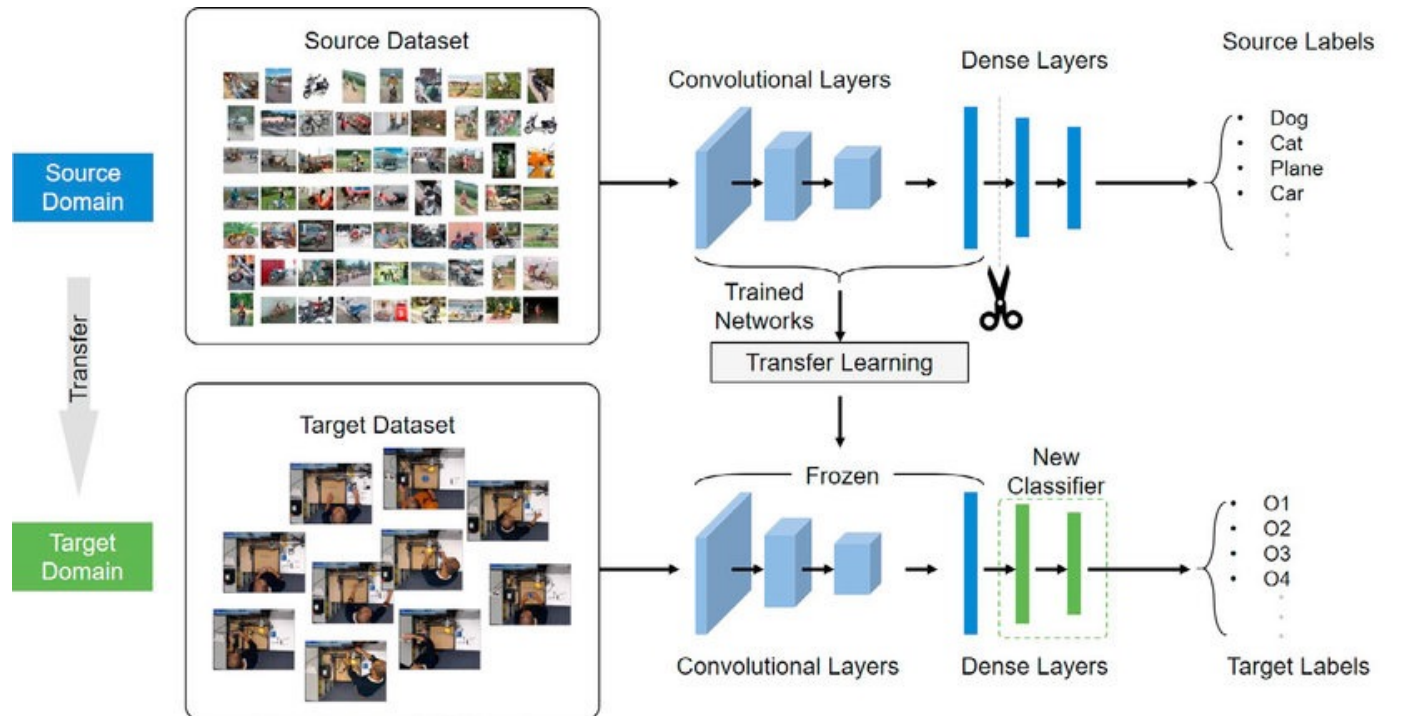 Source Dataset
Convolutional Layers
Dense Layers
Source Labels
Source
Domain
• Dog
• Cat
• Plane
• Car
Trained
Networks
Transfer Learning
Transfer
Target Dataset
Frozen
New
Classifier
Target
Domain
• O1
• O2
• O3
• O4
Convolutional Layers
Dense Layers
Target Labels